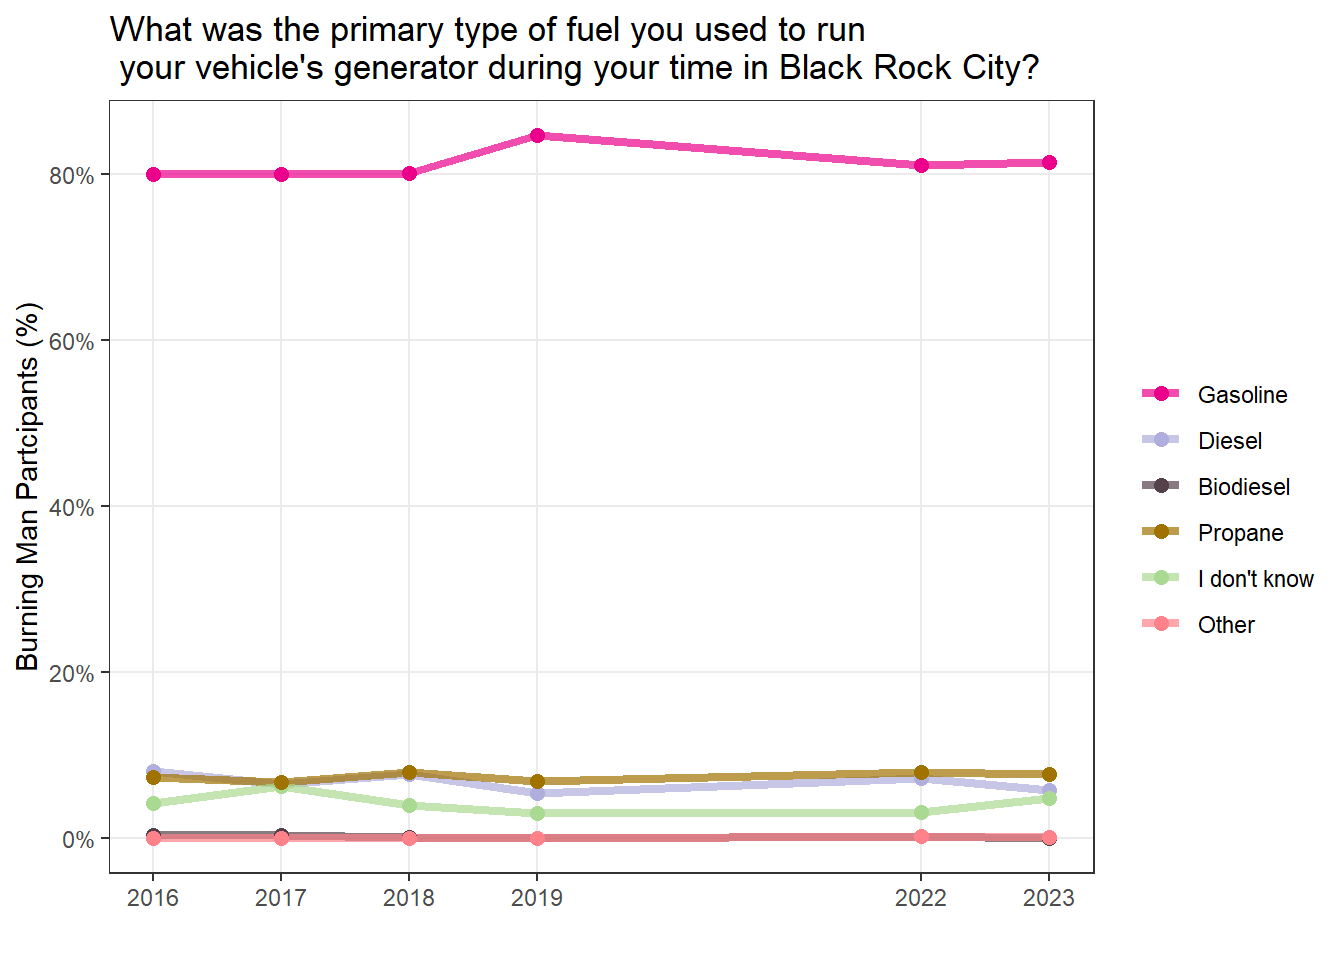 What was the primary type of fuel you used to run
your vehicle's generator during your time in Black Rock City?
Burning Man Partcipants (%)
80%
60%
40%
20%
0%
2016 2017 2018 2019 2022 2023
Gasoline
Diesel
Biodiesel
Propane
I don't know
Other